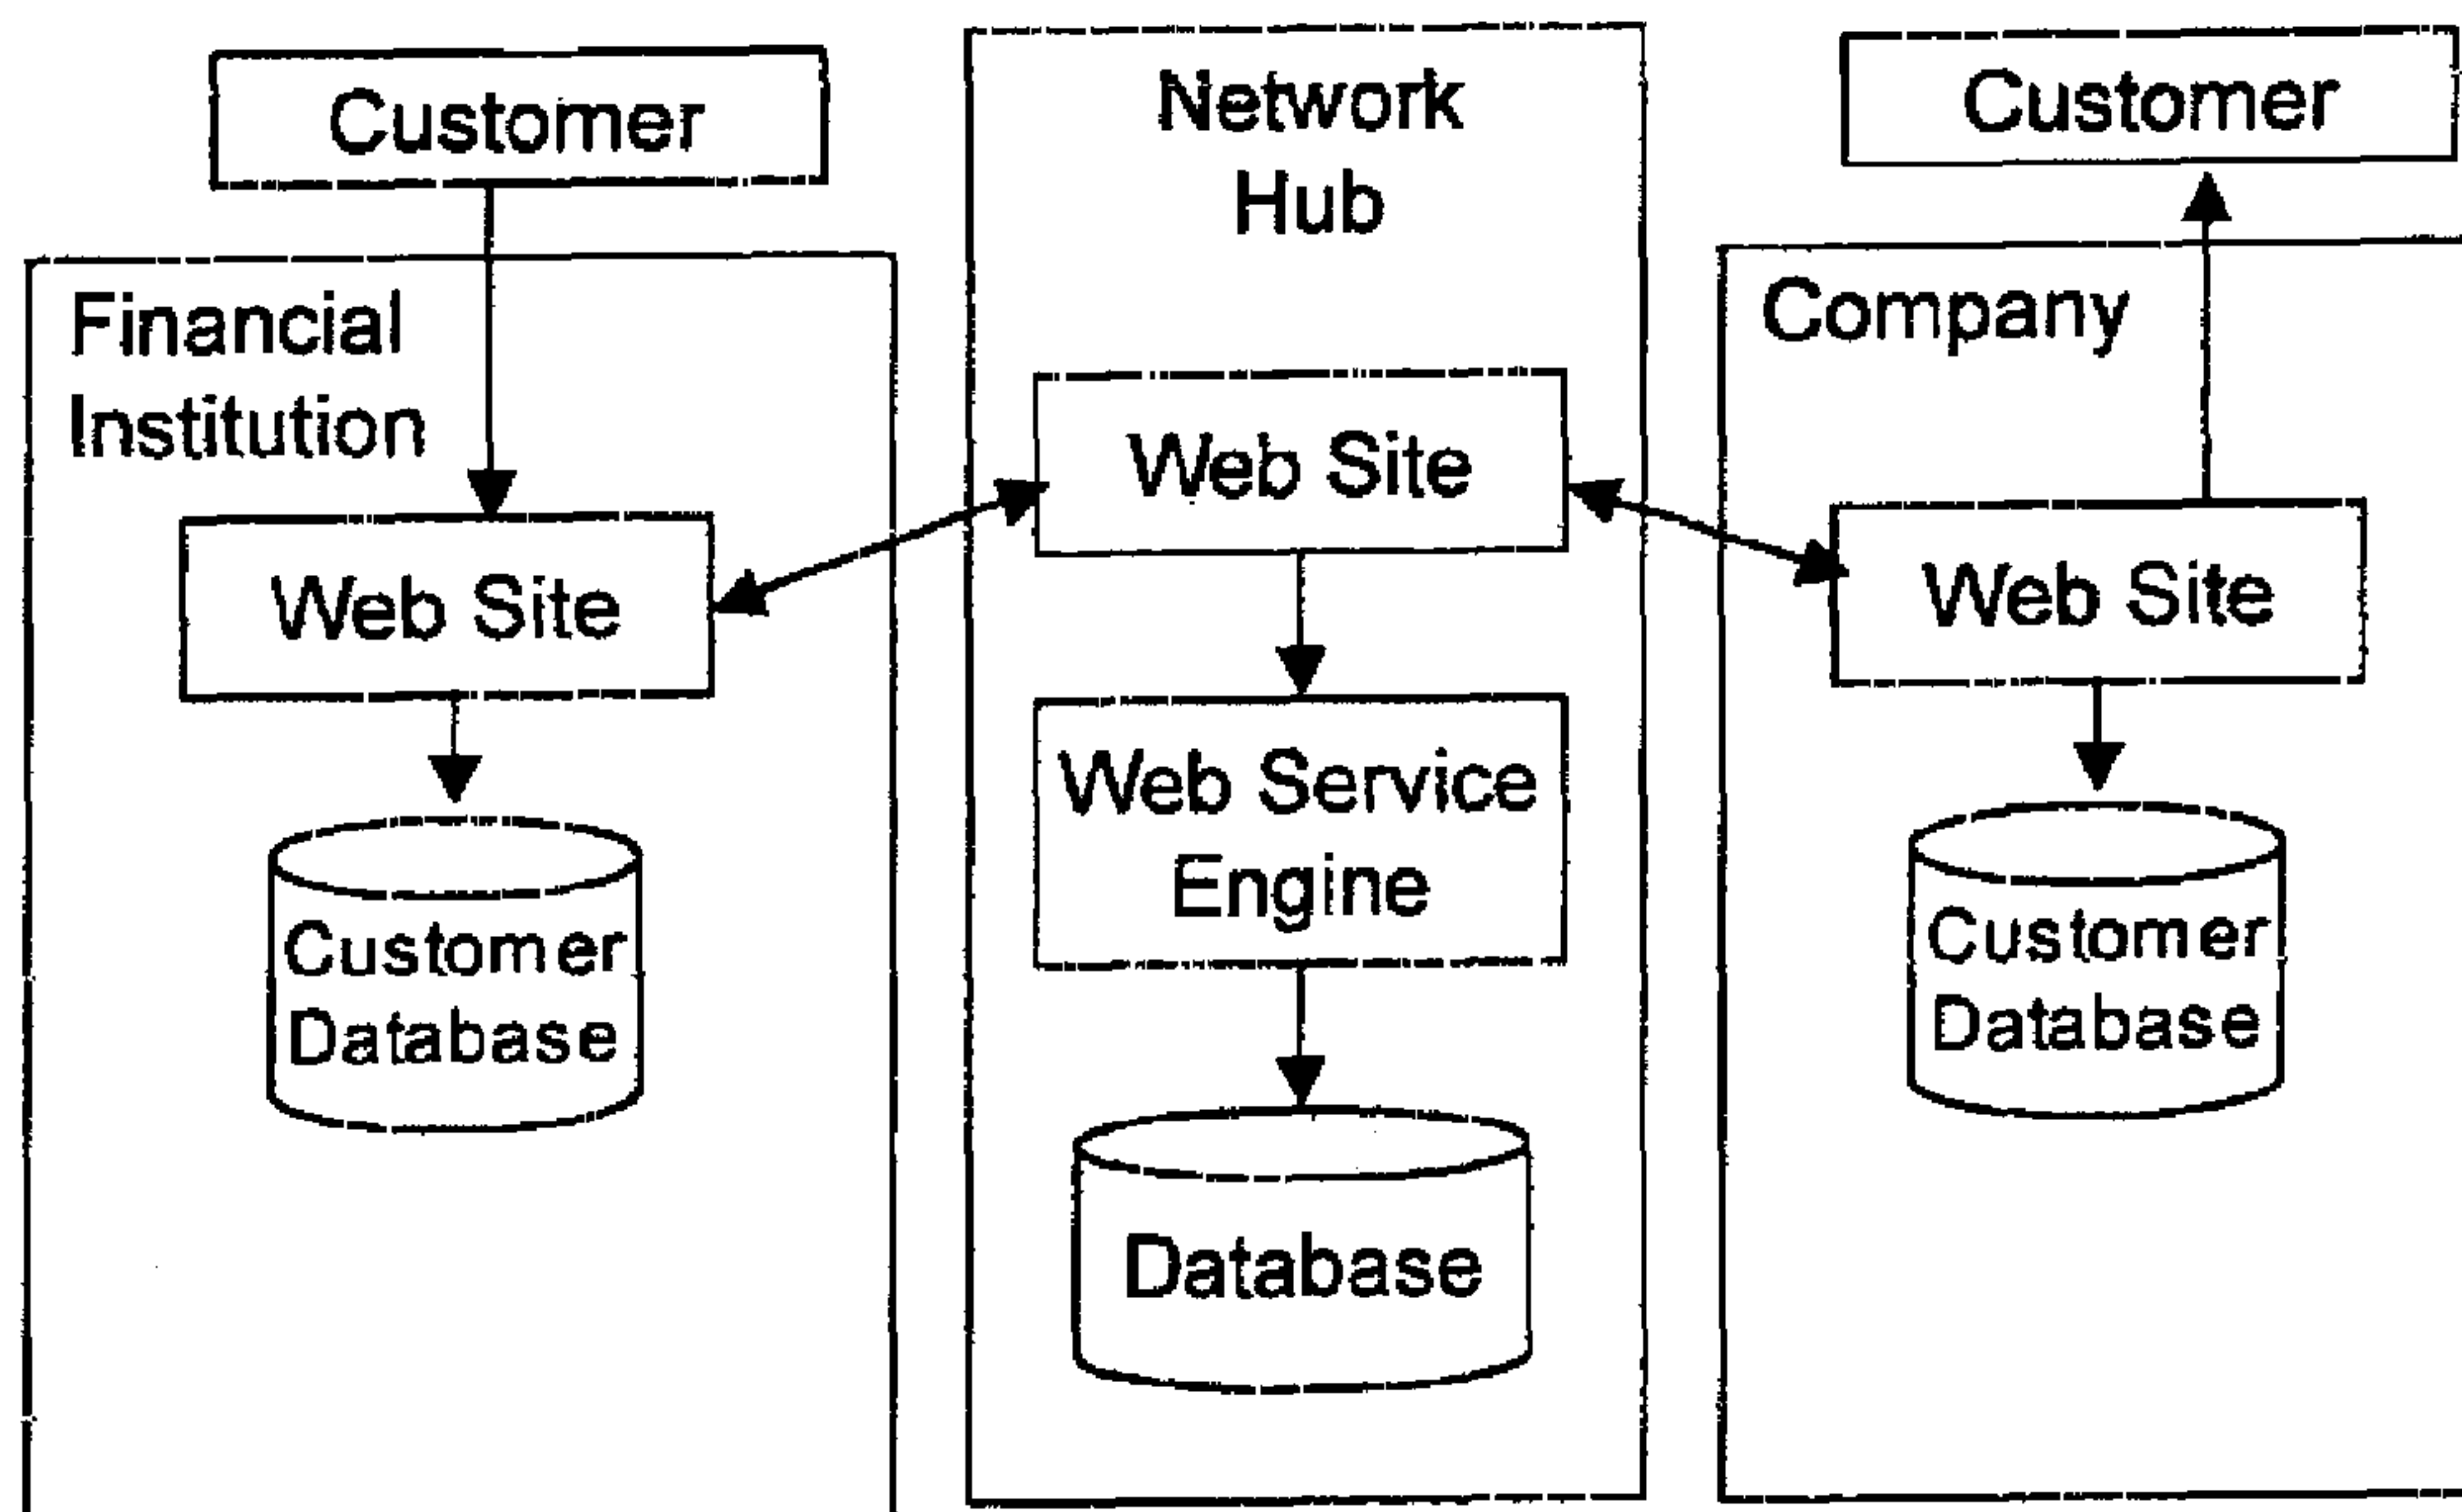 Customer
Financial
Institution
Web Site
Customer
Database
Network
Hub
Web Site
Web Service
Engine
Database
Customer
Company
Web Site
Customer
Database